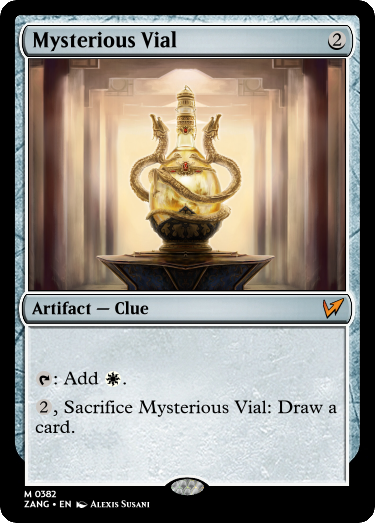 Mysterious Vial 2
Artifact — Clue
: Add .
2, Sacrifice Mysterious Vial: Draw a
card.
M 0382
ZANG • EN Alexis Susani